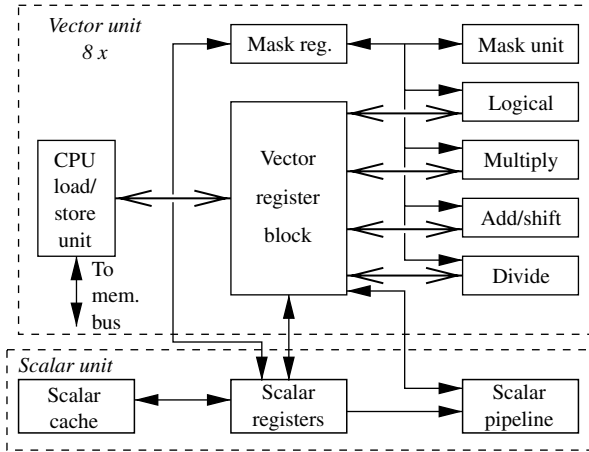 Vector unit
8 x
Mask reg.
Mask unit
Logical
Multiply
Add/shift
Divide
CPU
load/
store
unit
Vector
register
block
To
mem.
bus
Scalar unit
Scalar
cache
Scalar
registers
Scalar
pipeline